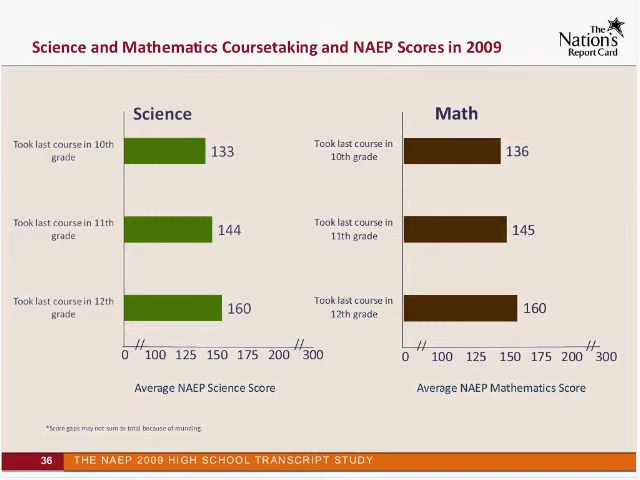 Science and Mathematics Coursetaking and NAEP Scores in 2009
The
Nation's
Report Card
Science
Took last course in 10th
grade
133
Took last course in 11th
grade
144
Took last course in 12th
grade
160
0 100 125 150 175 200 300
Average NAEP Science Score
Math
Took last course in
10th grade
136
Took last course in
11th grade
145
Took last course in
12th grade
160
0 100 125 150 175 200 300
Average NAEP Mathematics Score
*Score gaps may not sum to total because of rounding.
36 THE NAEP 2009 HIGH SCHOOL TRANSCRIPT STUDY